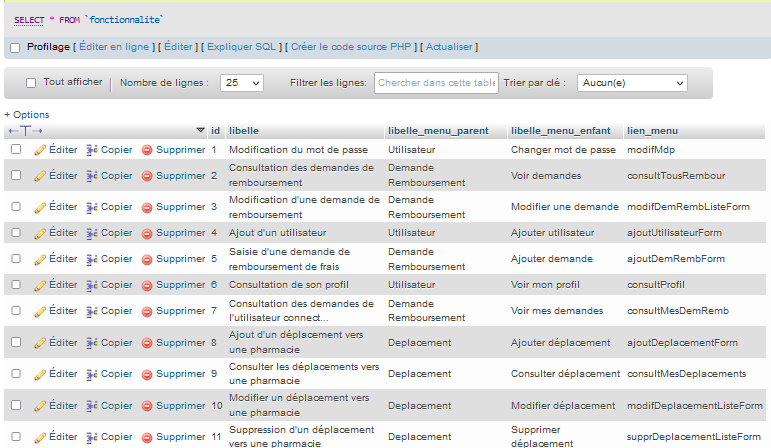 SELECT * FROM `fonctionnalite`
Profilage [ Éditer en ligne ] [ Éditer ] [ Expliquer SQL ] [ Créer le code source PHP ] [ Actualiser ]
Tout afficher Nombre de lignes : 25 Filtrer les lignes: Chercher dans cette table Trier par clé : Aucun(e)
+ Options
←T→ id libelle libelle_menu_parent libelle_menu_enfant lien_menu
Éditer Copier Supprimer 1 Modification du mot de passe Utilisateur Changer mot de passe modifMdp
Éditer Copier Supprimer 2 Consultation des demandes de remboursement Demande Remboursement Voir demandes consultTousRembour
Éditer Copier Supprimer 3 Modification d'une demande de remboursement Demande Remboursement Modifier une demande modifDemRembListeForm
Éditer Copier Supprimer 4 Ajout d'un utilisateur Utilisateur Ajouter utilisateur ajoutUtilisateurForm
Éditer Copier Supprimer 5 Saisie d'une demande de remboursement de frais Demande Remboursement Ajouter demande ajoutDemRembForm
Éditer Copier Supprimer 6 Consultation de son profil Utilisateur Voir mon profil consultProfil
Éditer Copier Supprimer 7 Consultation des demandes de l'utilisateur connect... Demande Remboursement Voir mes demandes consultMesDemRemb
Éditer Copier Supprimer 8 Ajout d'un déplacement vers une pharmacie Deplacement Ajouter déplacement ajoutDeplacementForm
Éditer Copier Supprimer 9 Consulter les déplacements vers une pharmacie Deplacement Consulter déplacement consultMesDeplacements
Éditer Copier Supprimer 10 Modifier un déplacement vers une pharmacie Deplacement Modifier déplacement modifDeplacementListeForm
Éditer Copier Supprimer 11 Suppression d'un déplacement vers une pharmacie Deplacement Supprimer déplacement supprDeplacementListeForm